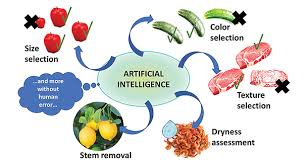 Size
selection
Color
selection
...and more
without
human
error...
ARTIFICIAL
INTELLIGENCE
Texture
selection
Stem removal
Dryness
assessment